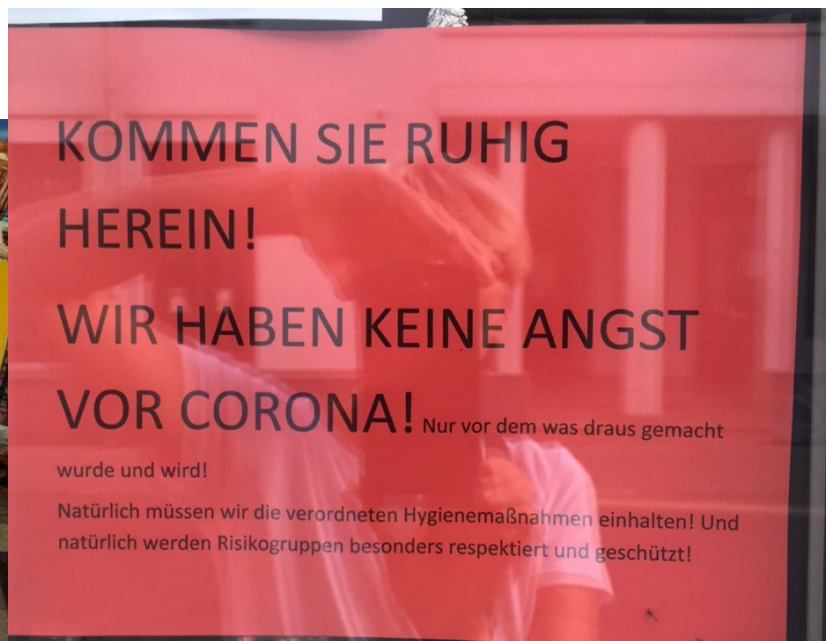 KOMMEN SIE RUHIG
HEREIN!
WIR HABEN KEINE ANGST
VOR CORONA! Nur vor dem was draus gemacht
wurde und wird!
Natürlich müssen wir die verordneten Hygienemaßnahmen einhalten! Und
natürlich werden Risikogruppen besonders respektiert und geschützt!